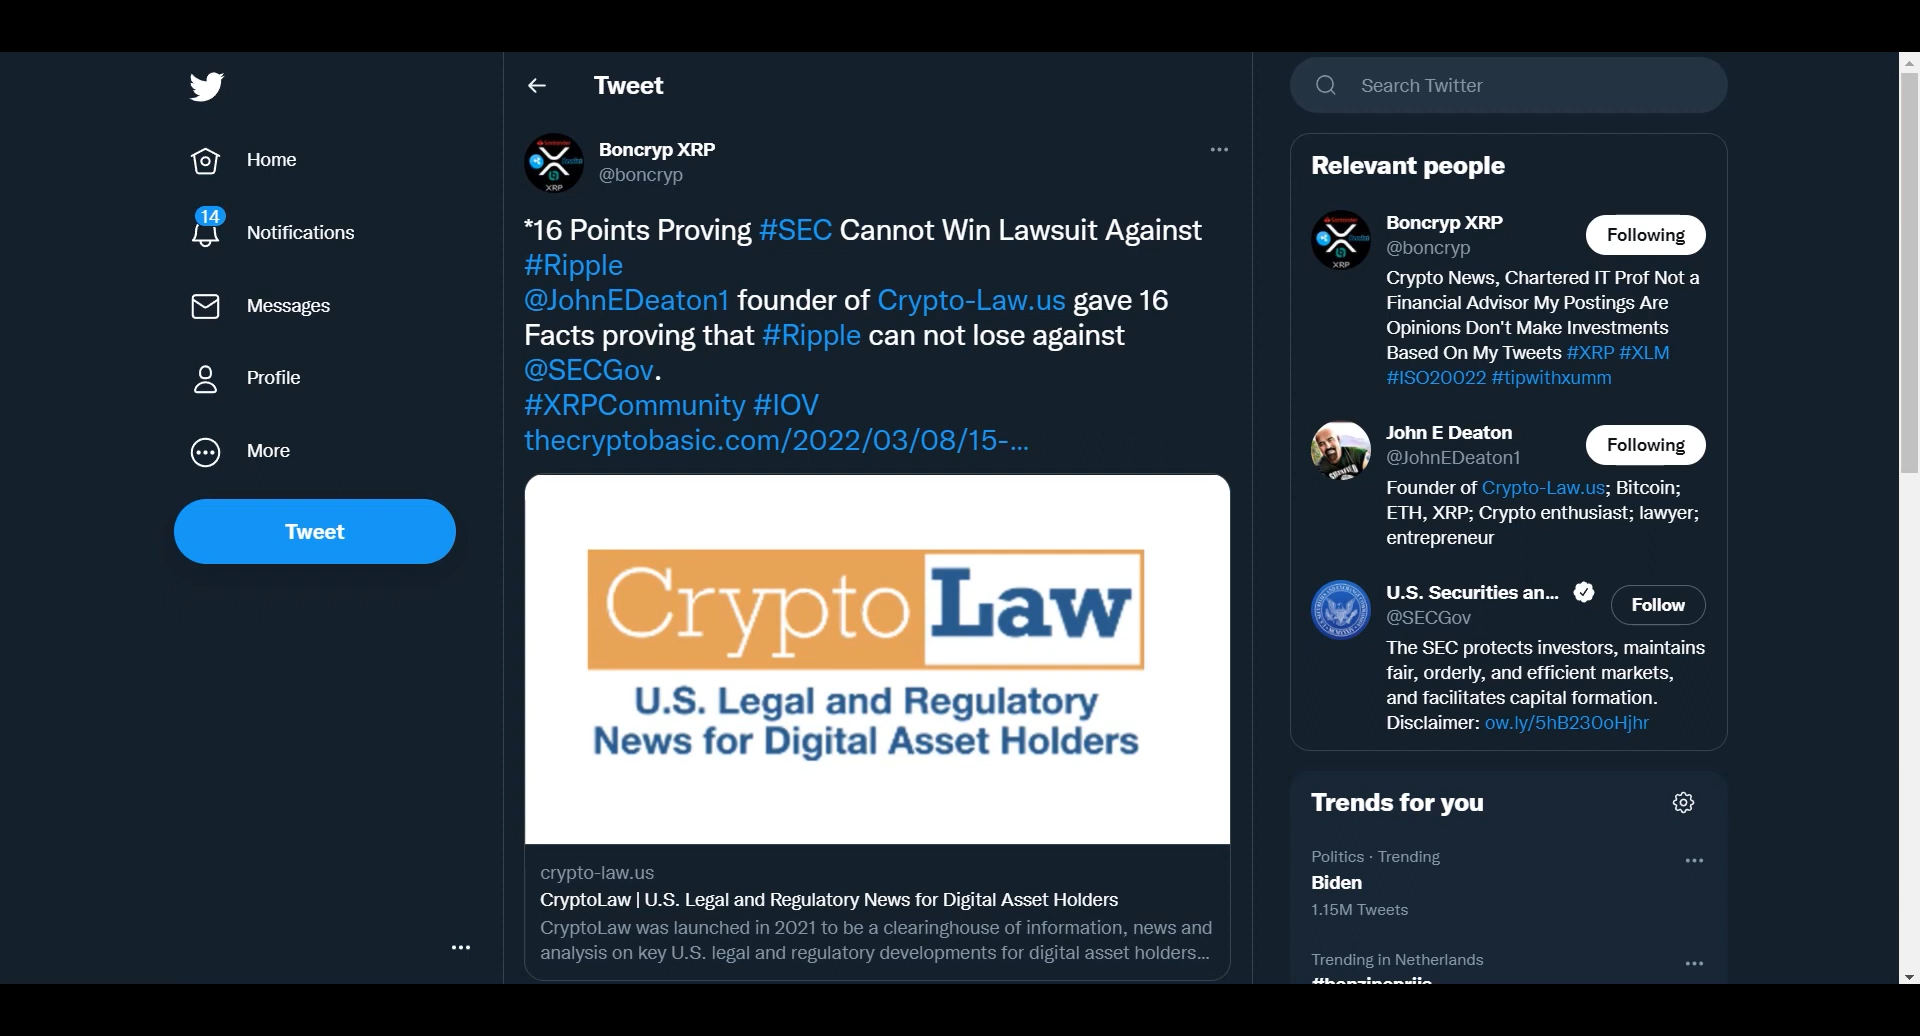 Home
14
Notifications
Messages
Profile
More
Tweet
Tweet
Boncryp XRP
@boncryp
*16 Points Proving #SEC Cannot Win Lawsuit Against
#Ripple
@JohnEDeaton1 founder of Crypto-Law.us gave 16
Facts proving that #Ripple can not lose against
@SECGov.
#XRPCommunity #IOV
thecryptobasic.com/2022/03/08/15-...
CryptoLaw
U.S. Legal and Regulatory
News for Digital Asset Holders
crypto-law.us
CryptoLaw | U.S. Legal and Regulatory News for Digital Asset Holders
CryptoLaw was launched in 2021 to be a clearinghouse of information, news and
analysis on key U.S. legal and regulatory developments for digital asset holders...
Search Twitter
Relevant people
Boncryp XRP
@boncryp
Following
Crypto News, Chartered IT Prof Not a
Financial Advisor My Postings Are
Opinions Don't Make Investments
Based On My Tweets #XRP #XLM
#ISO20022 #tipwithxumm
John E Deaton
@JohnEDeaton1
Following
Founder of Crypto-Law.us; Bitcoin;
ETH, XRP; Crypto enthusiast; lawyer;
entrepreneur
U.S. Securities an...
@SECGov
Follow
The SEC protects investors, maintains
fair, orderly, and efficient markets,
and facilitates capital formation.
Disclaimer: ow.ly/5hB230oHjhr
Trends for you
Politics · Trending
Biden
1.15M Tweets
Trending in Netherlands